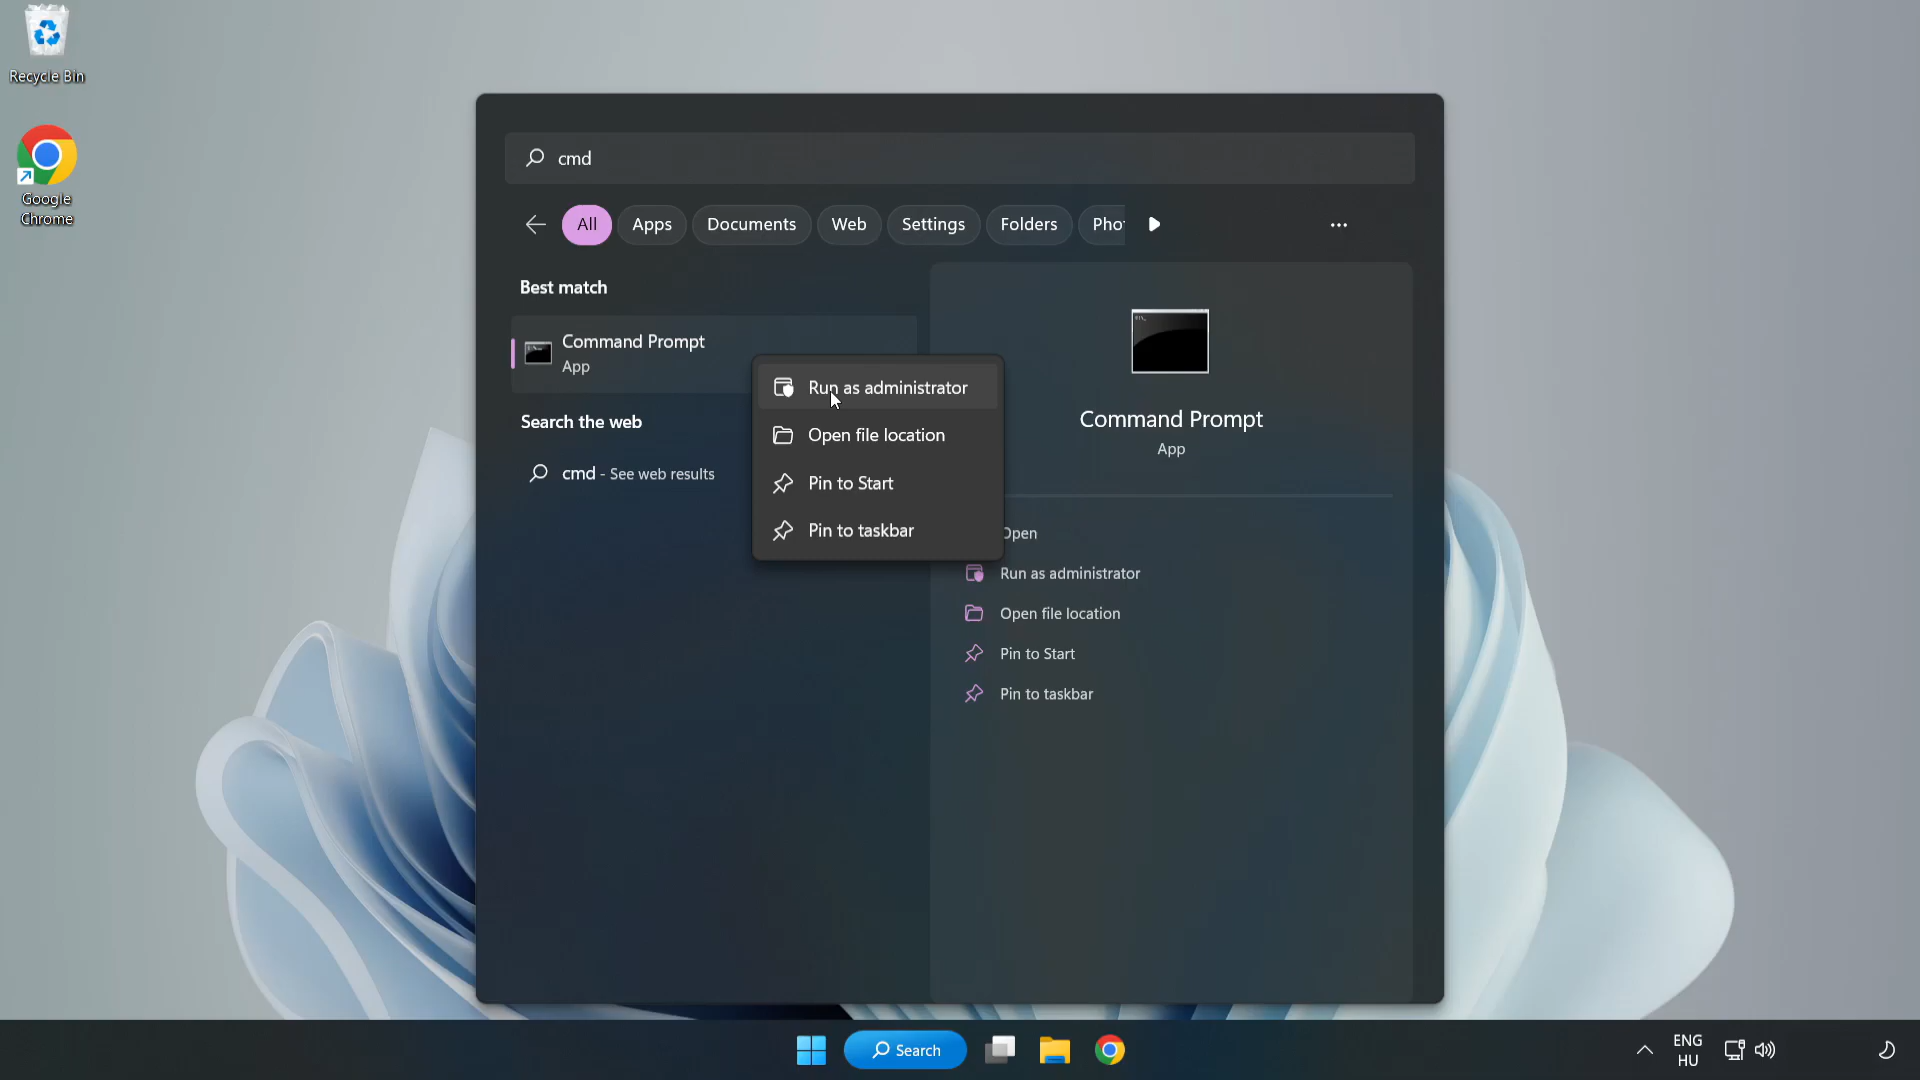 Recycle Bin
Google
Chrome
cmd
All
Apps
Documents
Web
Settings
Folders
Pho
Best match
Command Prompt
App
Search the web
cmd - See web results
Run as administrator
Open file location
Pin to Start
Pin to taskbar
Command Prompt
App
Open
Run as administrator
Open file location
Pin to Start
Pin to taskbar
Search
ENG
HU